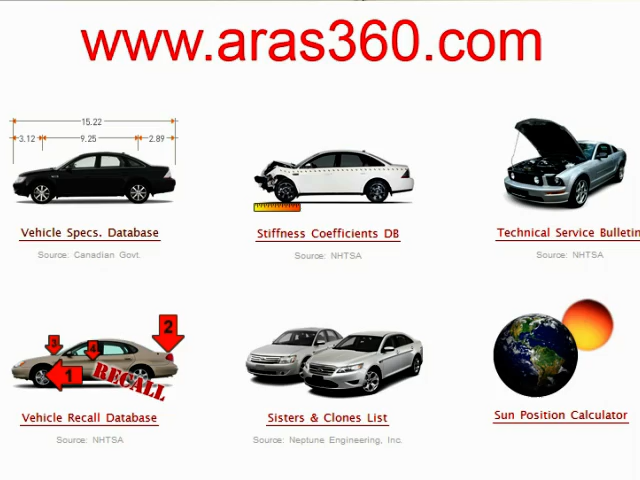 www.aras360.com
15.22
3.12 9.25 2.89
Vehicle Specs. Database
Source: Canadian Govt.
Stiffness Coefficients DB
Source: NHTSA
Technical Service Bulletin
Source: NHTSA
3 4 2
1 RECALL
Vehicle Recall Database
Source: NHTSA
Sisters & Clones List
Source: Neptune Engineering, Inc.
Sun Position Calculator